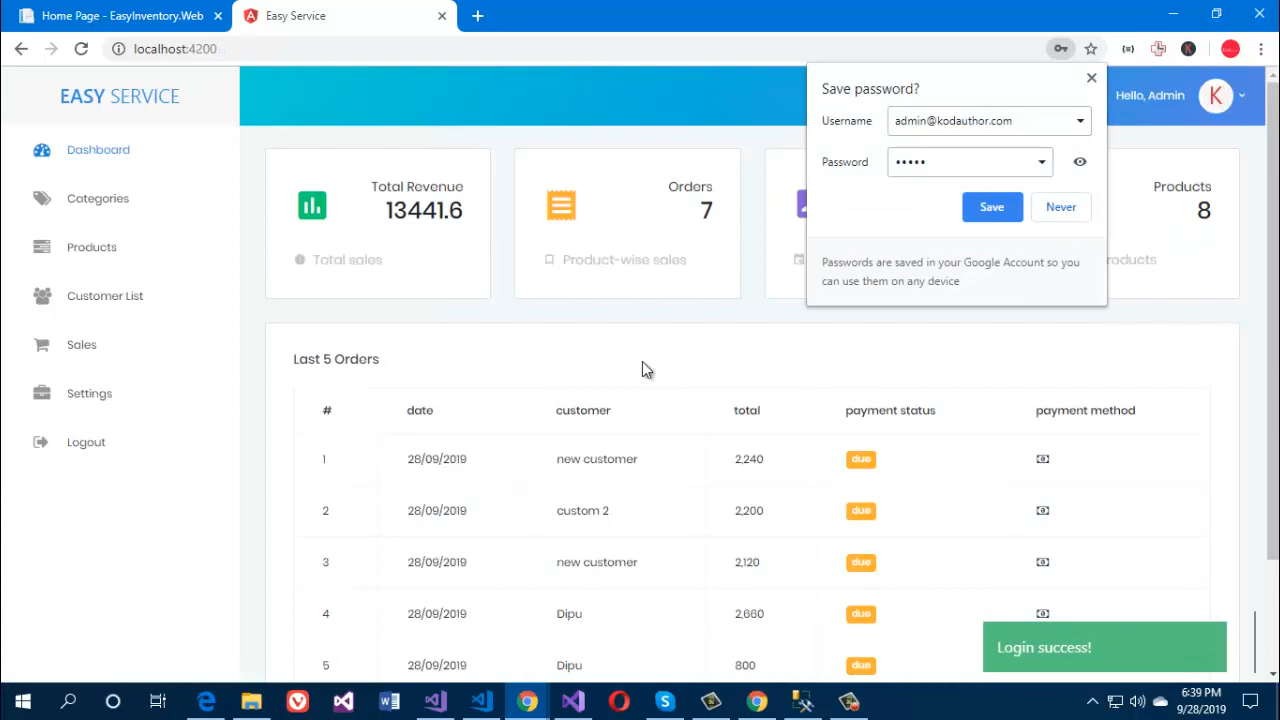 Home Page - EasyInventory.Web
Easy Service
localhost:4200
EASY SERVICE
Hello, Admin
K
Save password?
Username
admin@kodauthor.com
Password
•••••
Save
Never
Passwords are saved in your Google Account so you
can use them on any device
Dashboard
Categories
Products
Customer List
Sales
Settings
Logout
Total Revenue
13441.6
Total sales
Orders
7
Product-wise sales
Products
8
roducts
Last 5 Orders
# date customer total payment status payment method
1 28/09/2019 new customer 2,240 due
2 28/09/2019 custom 2 2,200 due
3 28/09/2019 new customer 2,120 due
4 28/09/2019 Dipu 2,660 due
5 28/09/2019 Dipu 800 due
Login success!
6:39 PM
9/28/2019